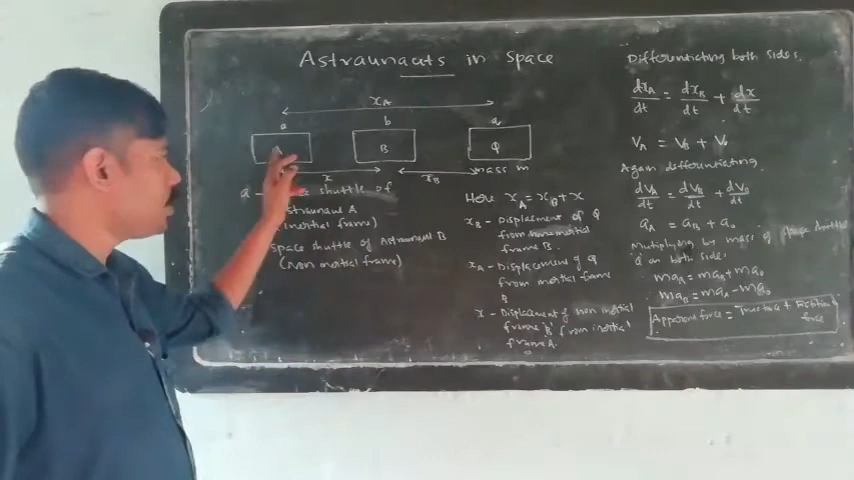 Astraunauts in Space
xA
a b q
B Q
x xB mass m
a - shuttle of
Astraunaut A
(Inertial frame)
Space shuttle of Astraunaut B
(Non inertial frame)
Here xA = xB + x
xB - Displacement of Q
from non inertial
frame B.
xA - Displacement of Q
from inertial frame
x - Displacement of non inertial
frame 'B' from inertial
frame A.
Differentiating both sides.
dxA/dt = dxB/dt + dx/dt
VA = VB + V0
Again differentiating
dVA/dt = dVB/dt + dV0/dt
aA = aB + a0
Multiplying by mass of
on both sides
maA = maB + ma0
maB = maA - ma0
Apparent force = True force + Fictitious
force